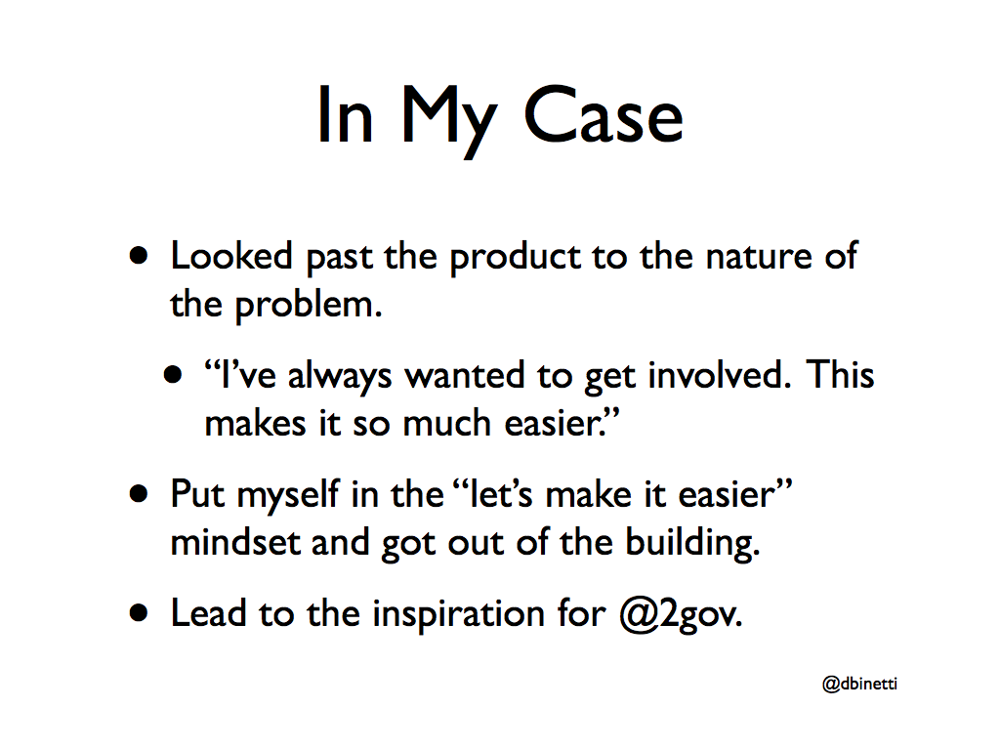 In My Case
• Looked past the product to the nature of
the problem.
• “I’ve always wanted to get involved.  This
makes it so much easier.”
• Put myself in the “let’s make it easier”
mindset and got out of the building.
• Lead to the inspiration for @2gov.
@dbinetti